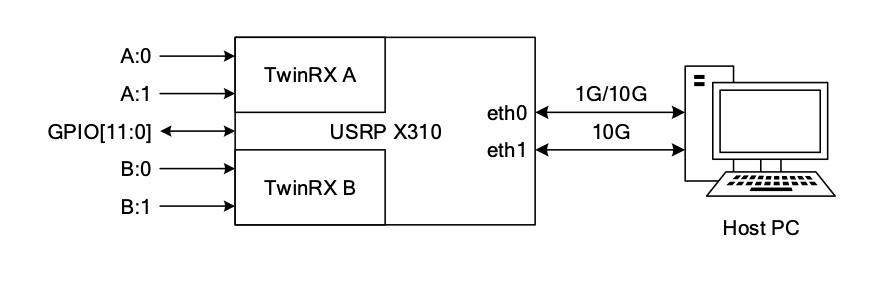 A:0
TwinRX A
A:1
1G/10G
eth0
GPIO[11:0]
USRP X310
10G
eth1
B:0
TwinRX B
B:1
Host PC